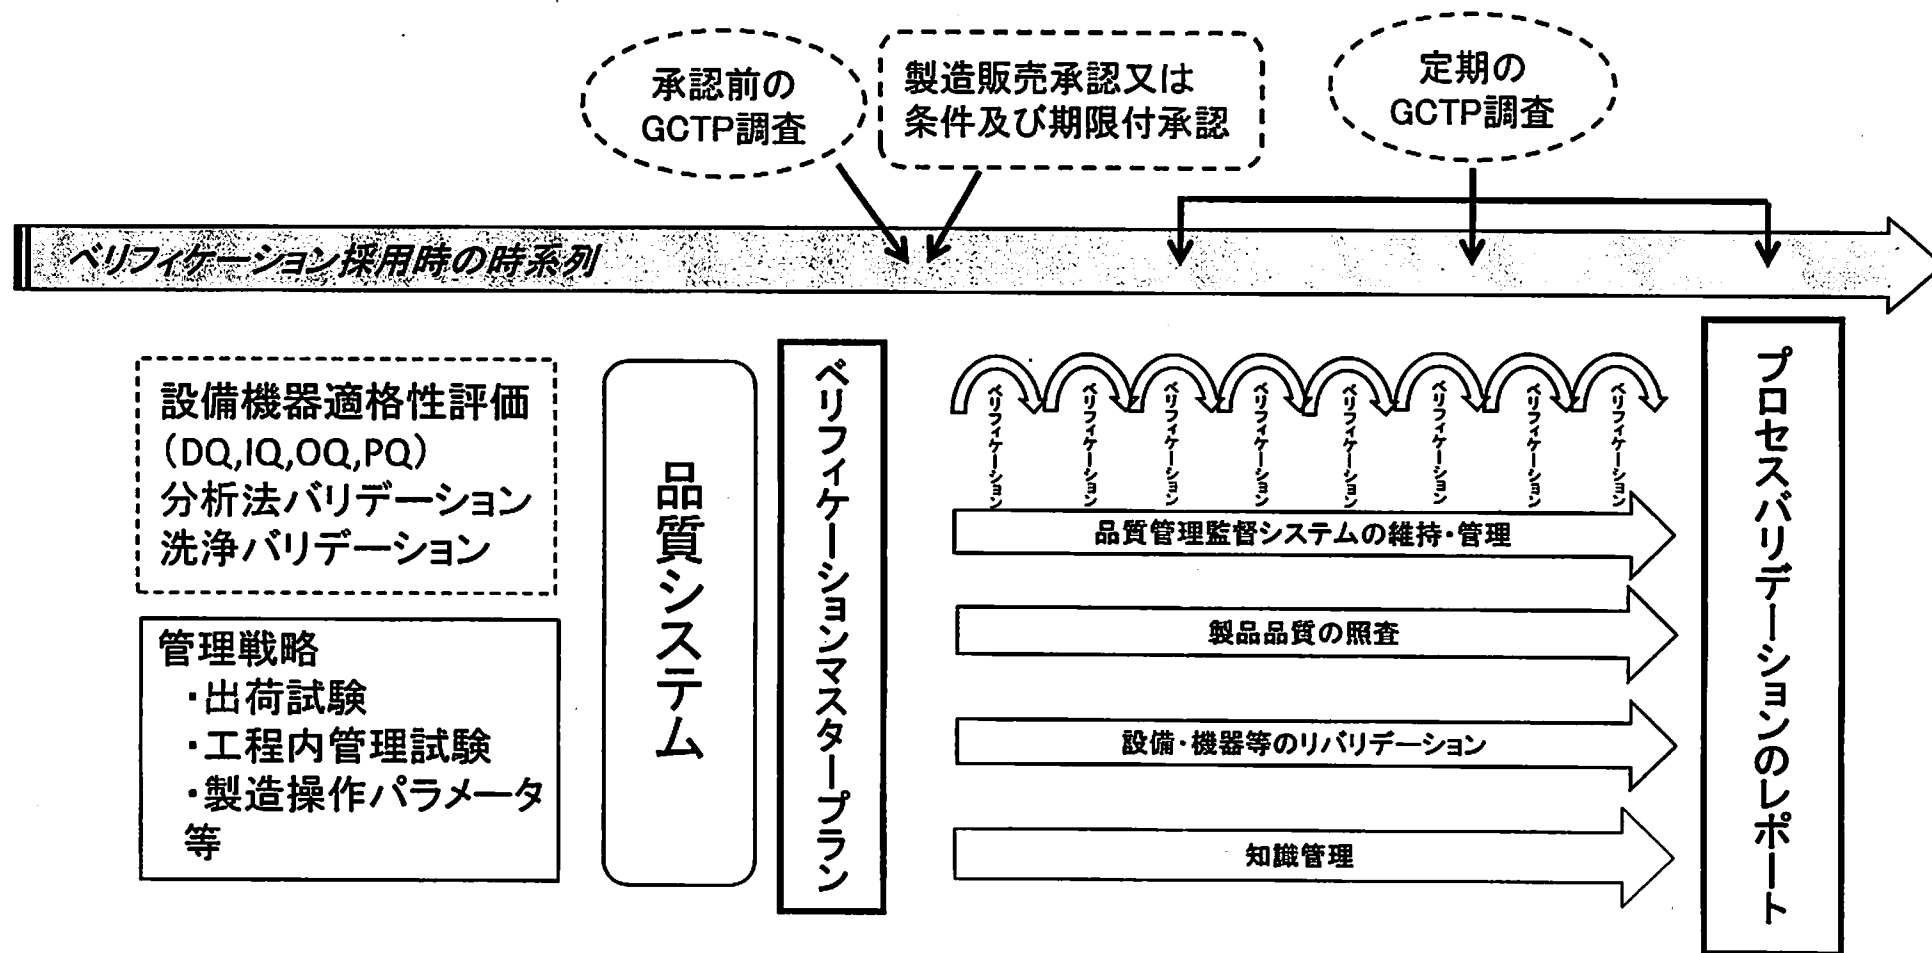 承認前の
GCTP調査
製造販売承認又は
条件及び期限付承認
定期の
GCTP調査
ベリフィケーション採用時の時系列
設備機器適格性評価
(DQ,IQ,OQ,PQ)
分析法バリデーション
洗浄バリデーション
管理戦略
・出荷試験
・工程内管理試験
・製造操作パラメータ
等
品質システム
ベリフィケーションマスタープラン
ベリフィケーション
ベリフィケーション
ベリフィケーション
ベリフィケーション
ベリフィケーション
ベリフィケーション
ベリフィケーション
ベリフィケーション
品質管理監督システムの維持・管理
製品品質の照査
設備・機器等のリバリデーション
知識管理
プロセスバリデーションのレポート